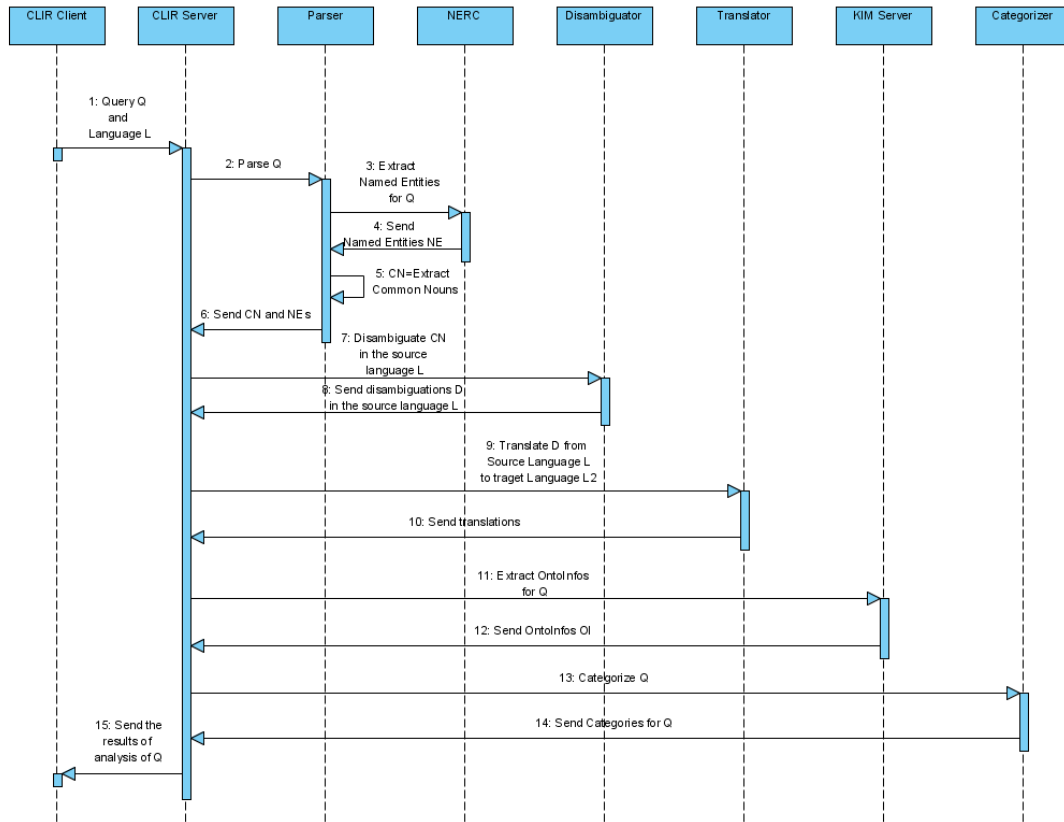 CLIR Client
CLIR Server
Parser
NERC
Disambiguator
Translator
KIM Server
Categorizer
1: Query Q
and
Language L
2: Parse Q
3: Extract
Named Entities
for Q
4: Send
Named Entities NE
5: CN=Extract
Common Nouns
6: Send CN and NEs
7: Disambiguate CN
in the source
language L
8: Send disambiguations D
in the source language L
9: Translate D from
Source Language L
to traget Language L2
10: Send translations
11: Extract OntoInfos
for Q
12: Send OntoInfos OI
13: Categorize Q
14: Send Categories for Q
15: Send the
results of
analysis of Q